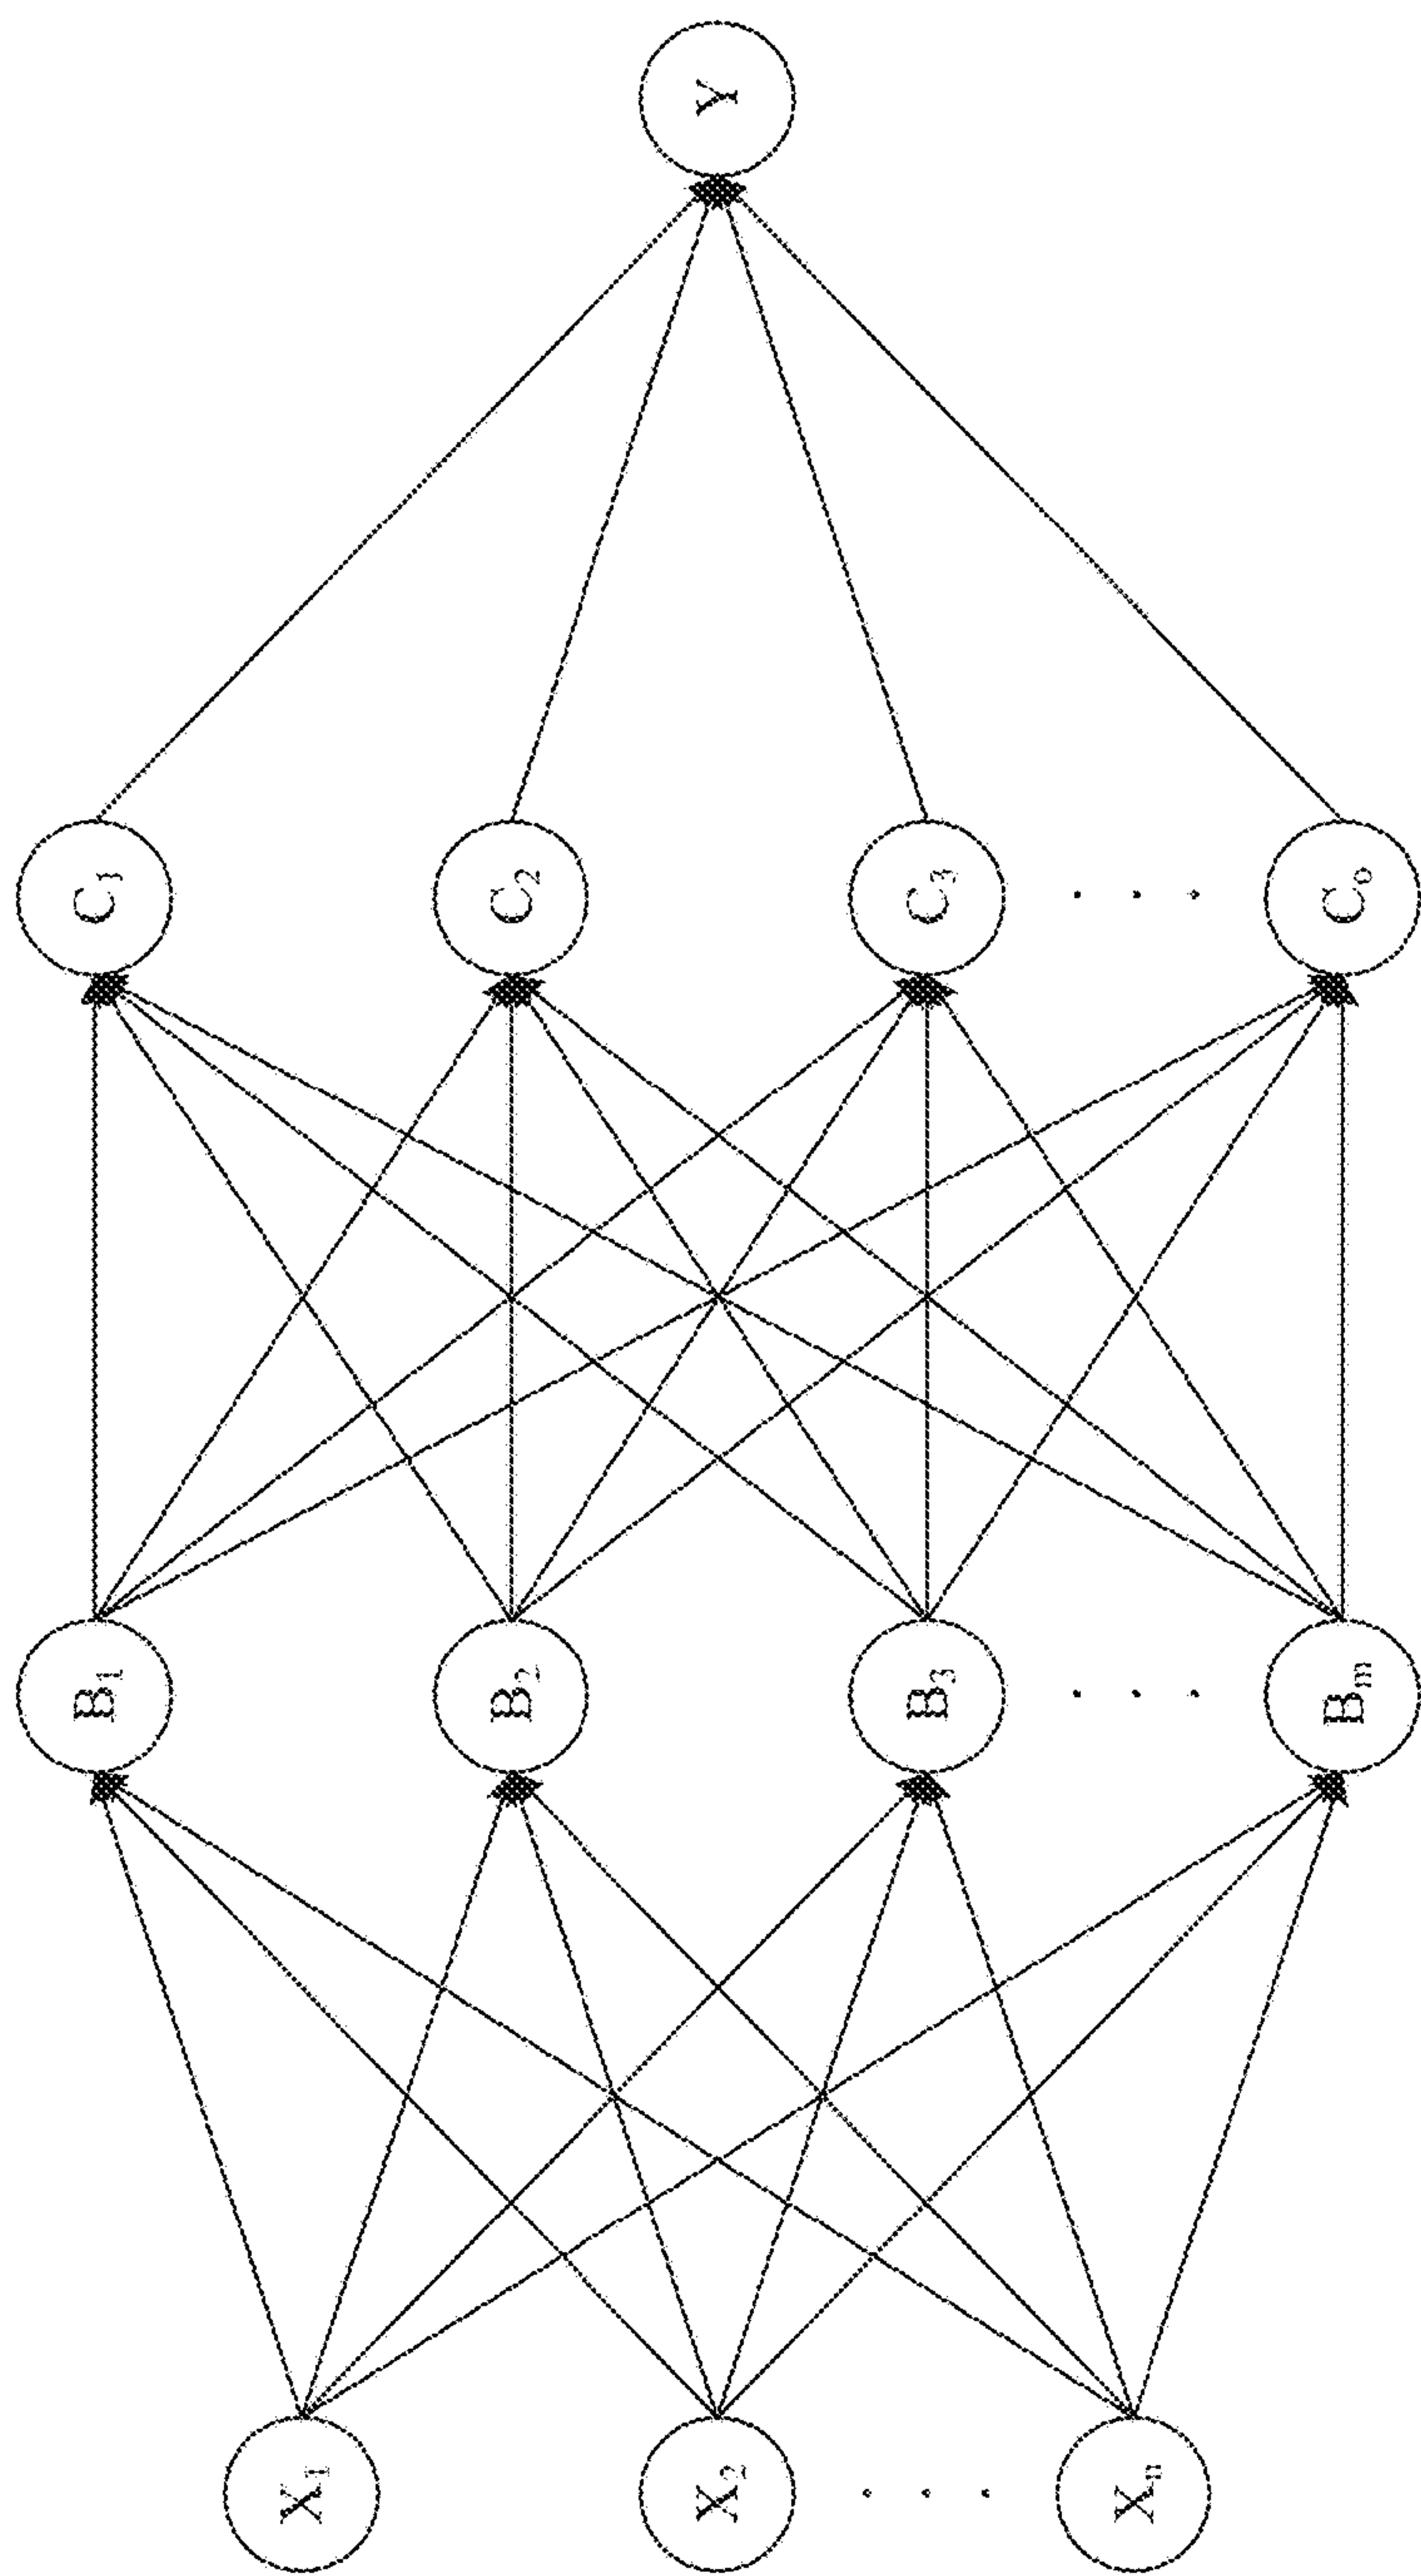 Y
C₁
C₂
C₃
. . .
Cₒ
B₁
B₂
B₃
. . .
Bₘ
X₁
X₂
. . .
Xₙ